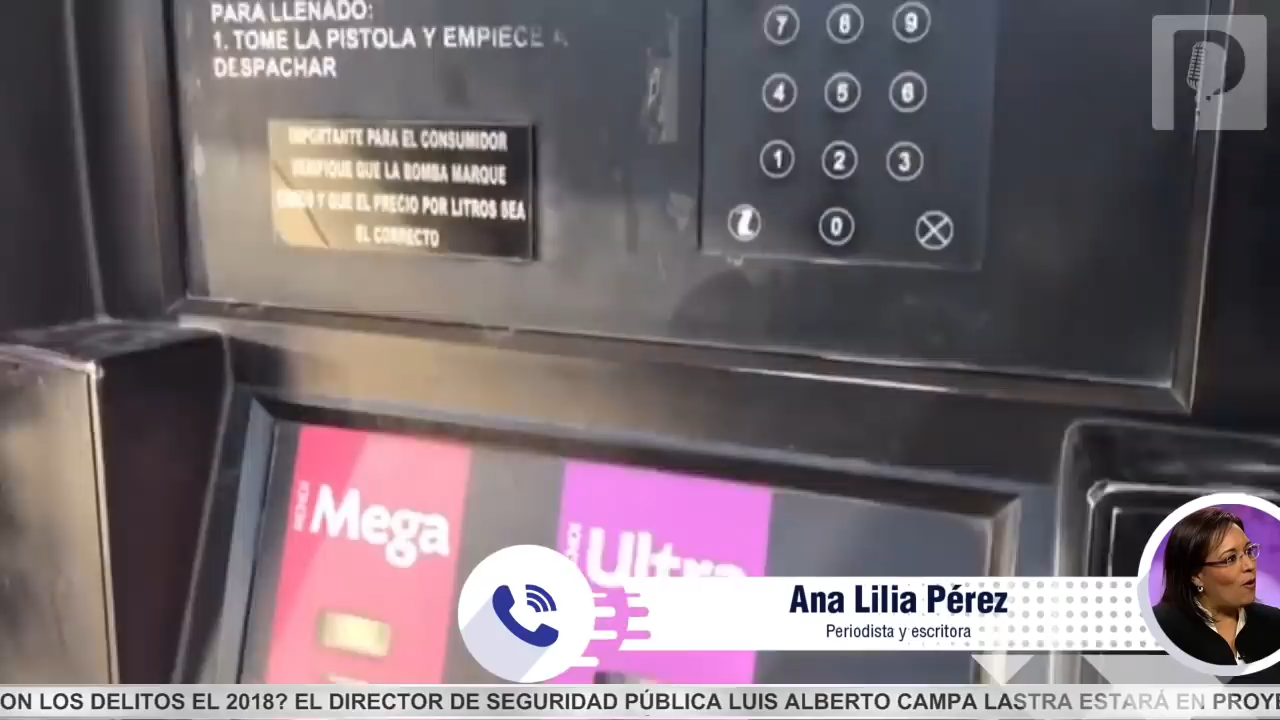 PARA LLENADO:
1. TOME LA PISTOLA Y EMPIECE A
DESPACHAR
IMPORTANTE PARA EL CONSUMIDOR
VERIFIQUE QUE LA BOMBA MARQUE
Y QUE EL PRECIO POR LITROS SEA
EL CORRECTO
7 8 9
4 5 6
1 2 3
0
Mega
Ultra
Ana Lilia Pérez
Periodista y escritora
ON LOS DELITOS EL 2018? EL DIRECTOR DE SEGURIDAD PÚBLICA LUIS ALBERTO CAMPA LASTRA ESTARÁ EN PROYE